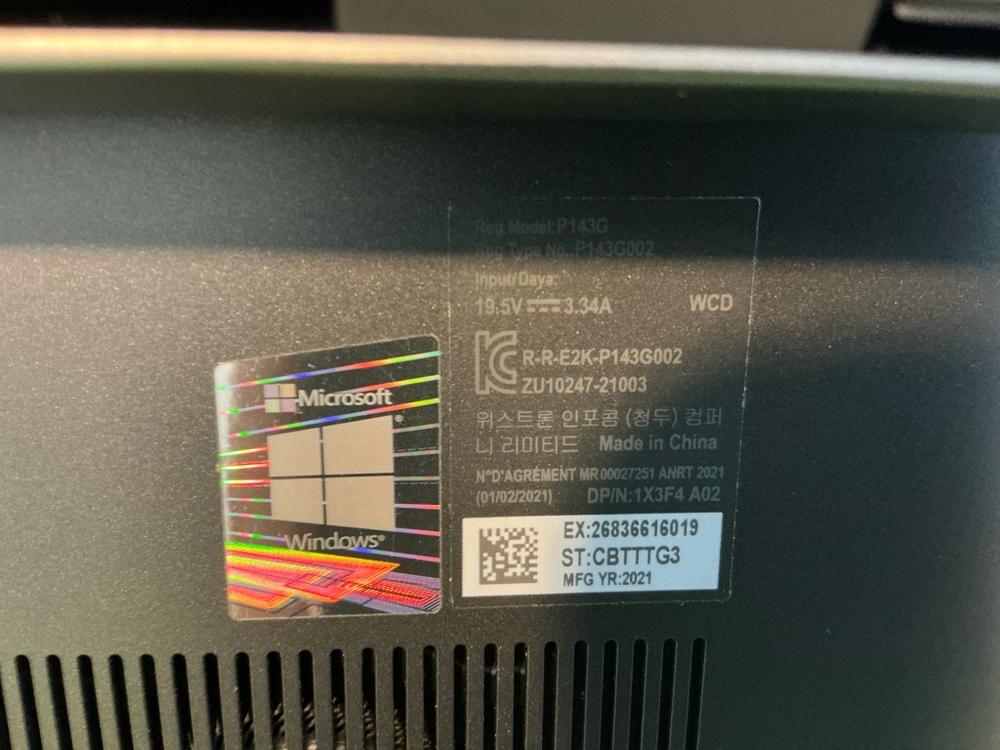 Reg Model:P143G
Reg Type No.:P143G002
Input/Daya:
19.5V 3.34A WCD
R-R-E2K-P143G002
ZU10247-21003
위스트론 인포콤 (청두) 컴퍼
니 리미티드 Made in China
N°D'AGRÉMENT MR 00027251 ANRT 2021
(01/02/2021) DP/N:1X3F4 A02
EX:26836616019
ST:CBTTTG3
MFG YR:2021
Microsoft
Windows®